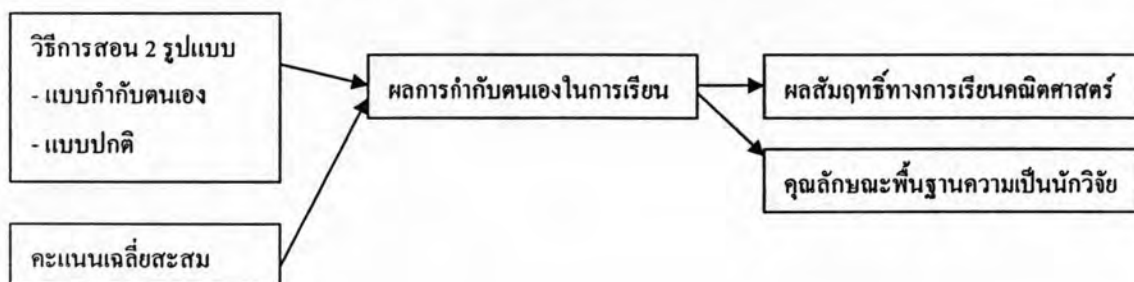 วิธีการสอน 2 รูปแบบ
- แบบกำกับตนเอง
- แบบปกติ
คะแนนเฉลี่ยสะสม
ผลการกำกับตนเองในการเรียน
ผลสัมฤทธิ์ทางการเรียนคณิตศาสตร์
คุณลักษณะพื้นฐานความเป็นนักวิจัย